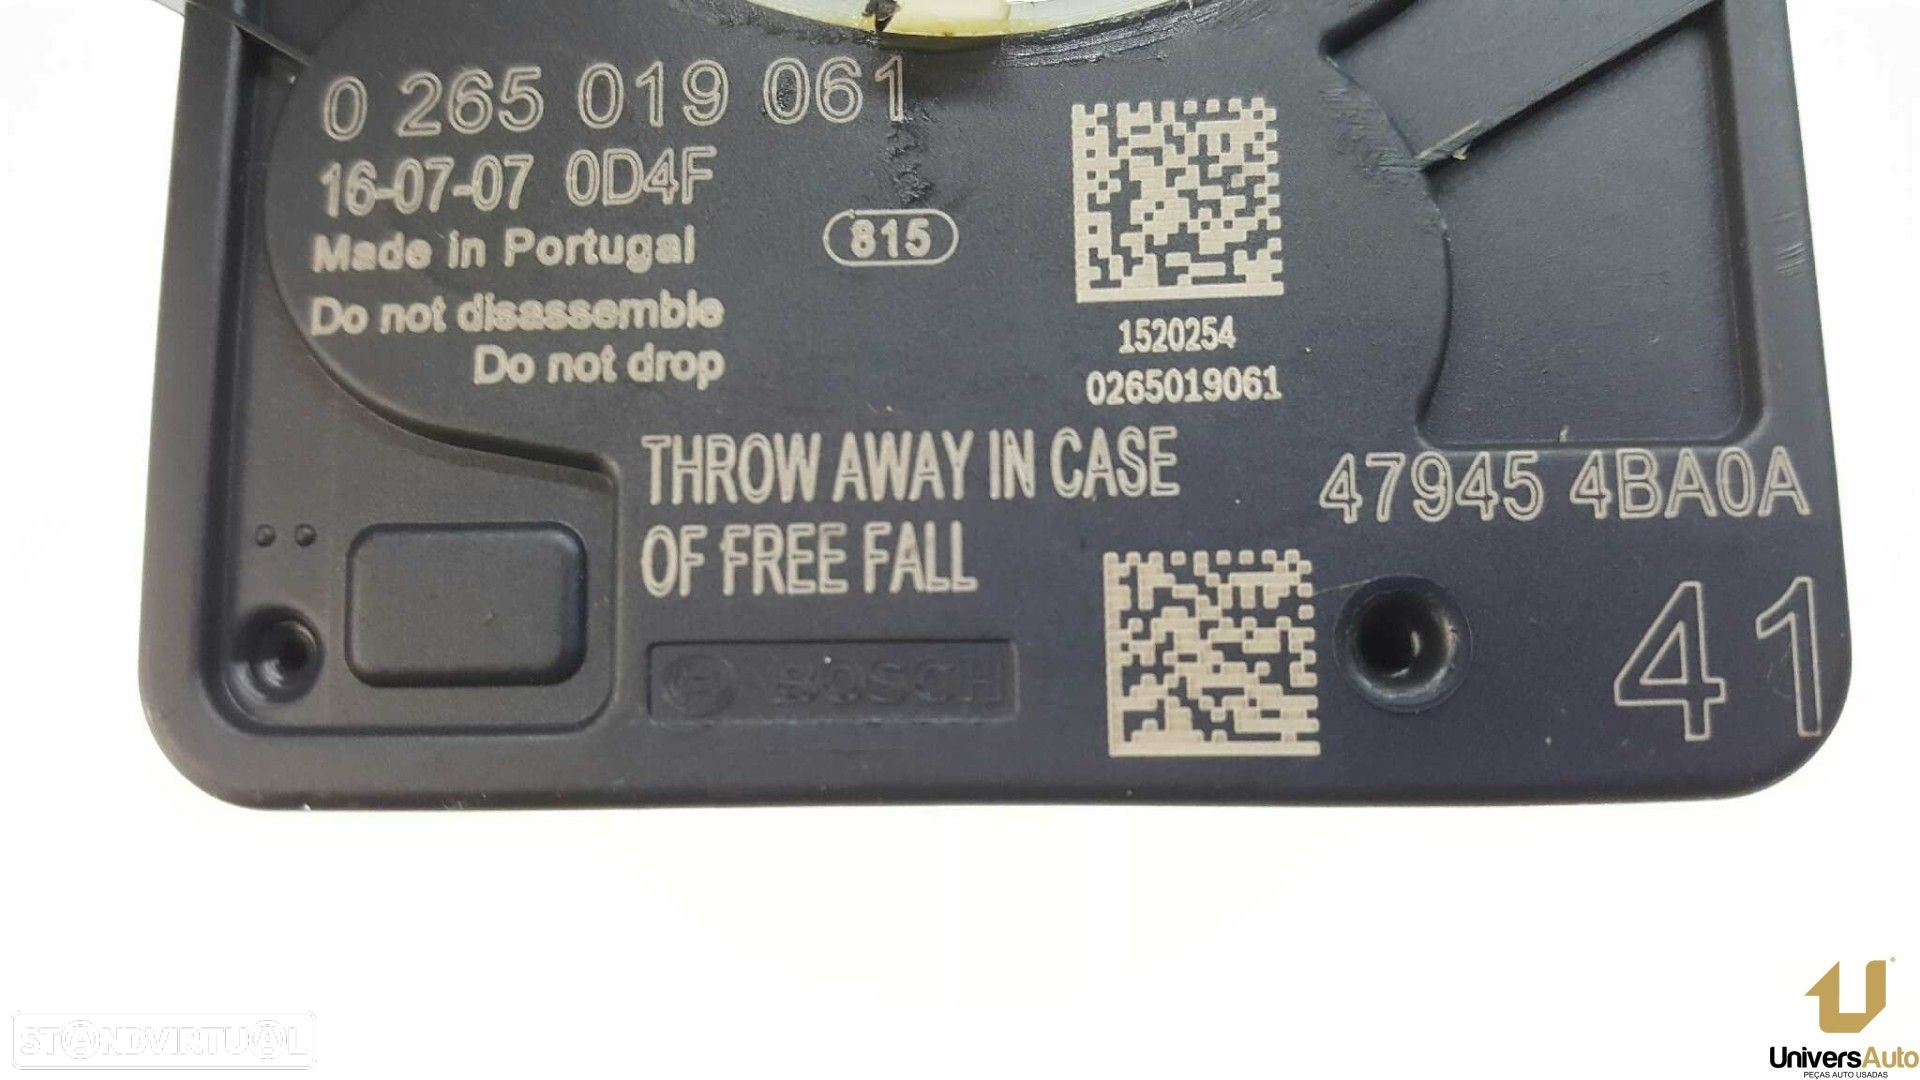 0 265 019 061
16-07-07 0D4F
Made in Portugal
815
Do not disassemble
Do not drop
1520254
0265019061
THROW AWAY IN CASE
OF FREE FALL
47945 4BA0A
41
BOSCH
STANDVIRTUAL
UniversAuto
PEÇAS AUTO USADAS